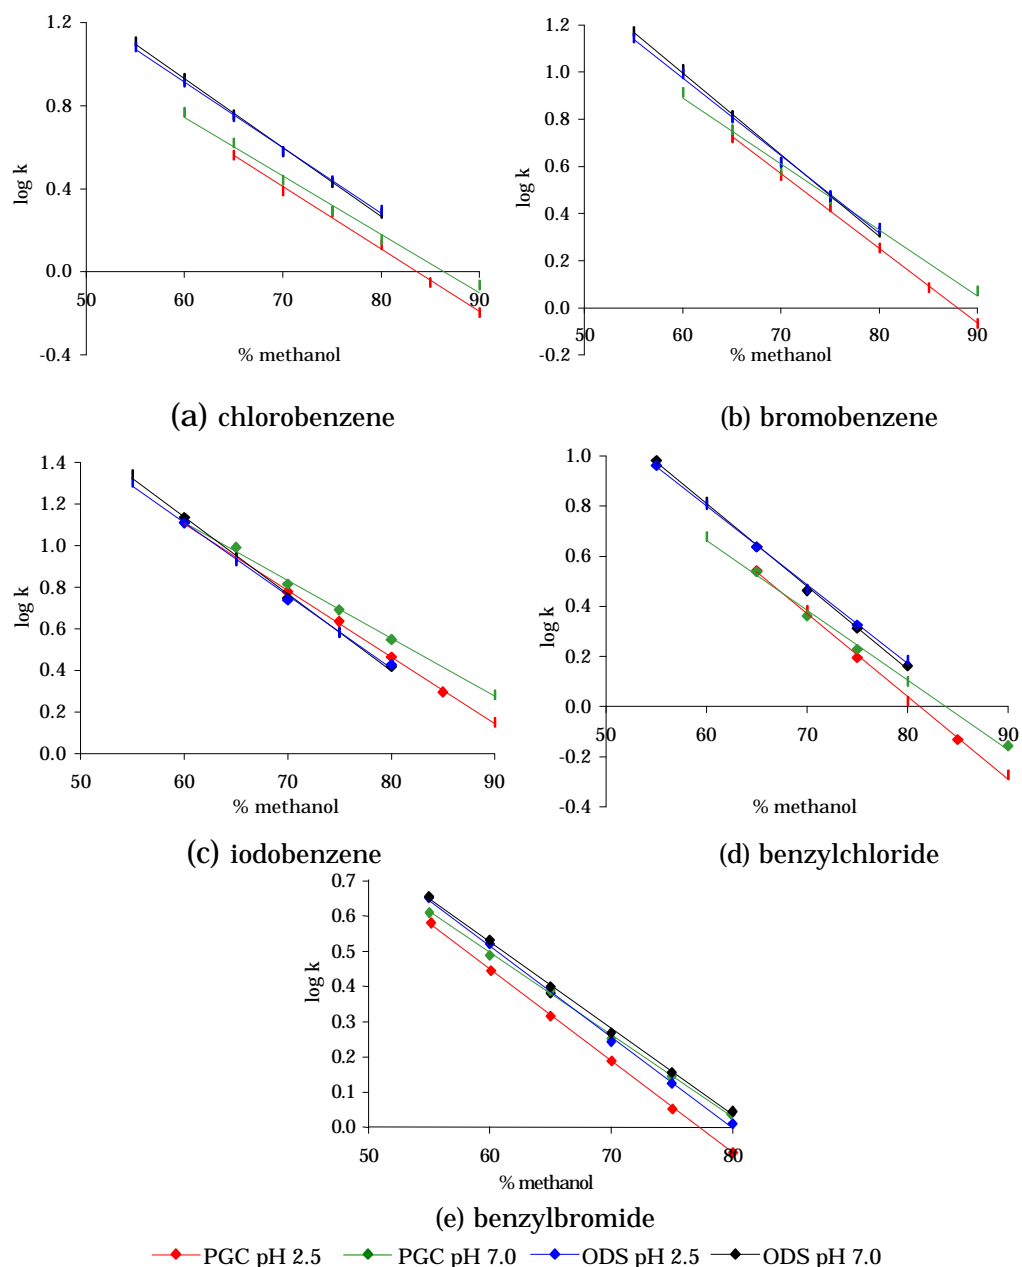 1.2
0.8
0.4
0.0
-0.4
50 60 70 80 90
log k
% methanol
(a) chlorobenzene
1.2
1.0
0.8
0.6
0.4
0.2
0.0
-0.2
50 60 70 80 90
log k
% methanol
(b) bromobenzene
1.4
1.2
1.0
0.8
0.6
0.4
0.2
0.0
50 60 70 80 90
log k
% methanol
(c) iodobenzene
1.0
0.8
0.6
0.4
0.2
0.0
-0.2
-0.4
50 60 70 80 90
log k
% methanol
(d) benzylchloride
0.7
0.6
0.5
0.4
0.3
0.2
0.1
0.0
50 60 70 80
log k
% methanol
(e) benzylbromide
PGC pH 2.5 PGC pH 7.0 ODS pH 2.5 ODS pH 7.0